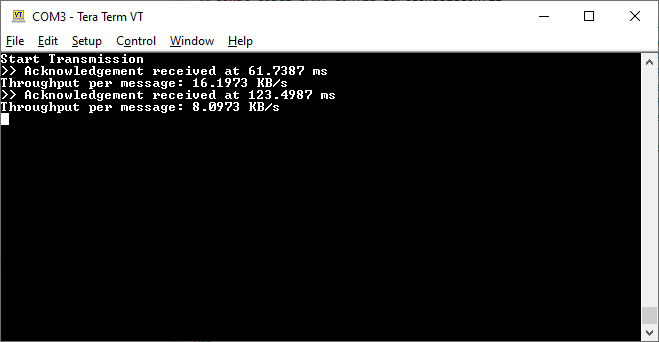 COM3 - Tera Term VT
File Edit Setup Control Window Help
Start Transmission
>> Acknowledgement received at 61.7387 ms
Throughput per message: 16.1973 KB/s
>> Acknowledgement received at 123.4987 ms
Throughput per message: 8.0973 KB/s